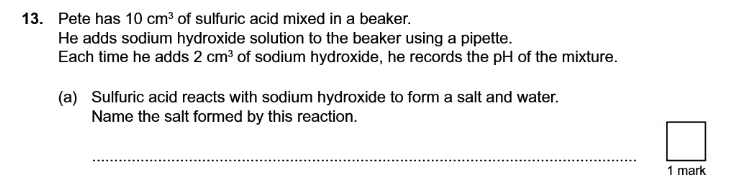 13. Pete has 10 cm³ of sulfuric acid mixed in a beaker.
He adds sodium hydroxide solution to the beaker using a pipette.
Each time he adds 2 cm³ of sodium hydroxide, he records the pH of the mixture.
(a) Sulfuric acid reacts with sodium hydroxide to form a salt and water.
Name the salt formed by this reaction.
1 mark